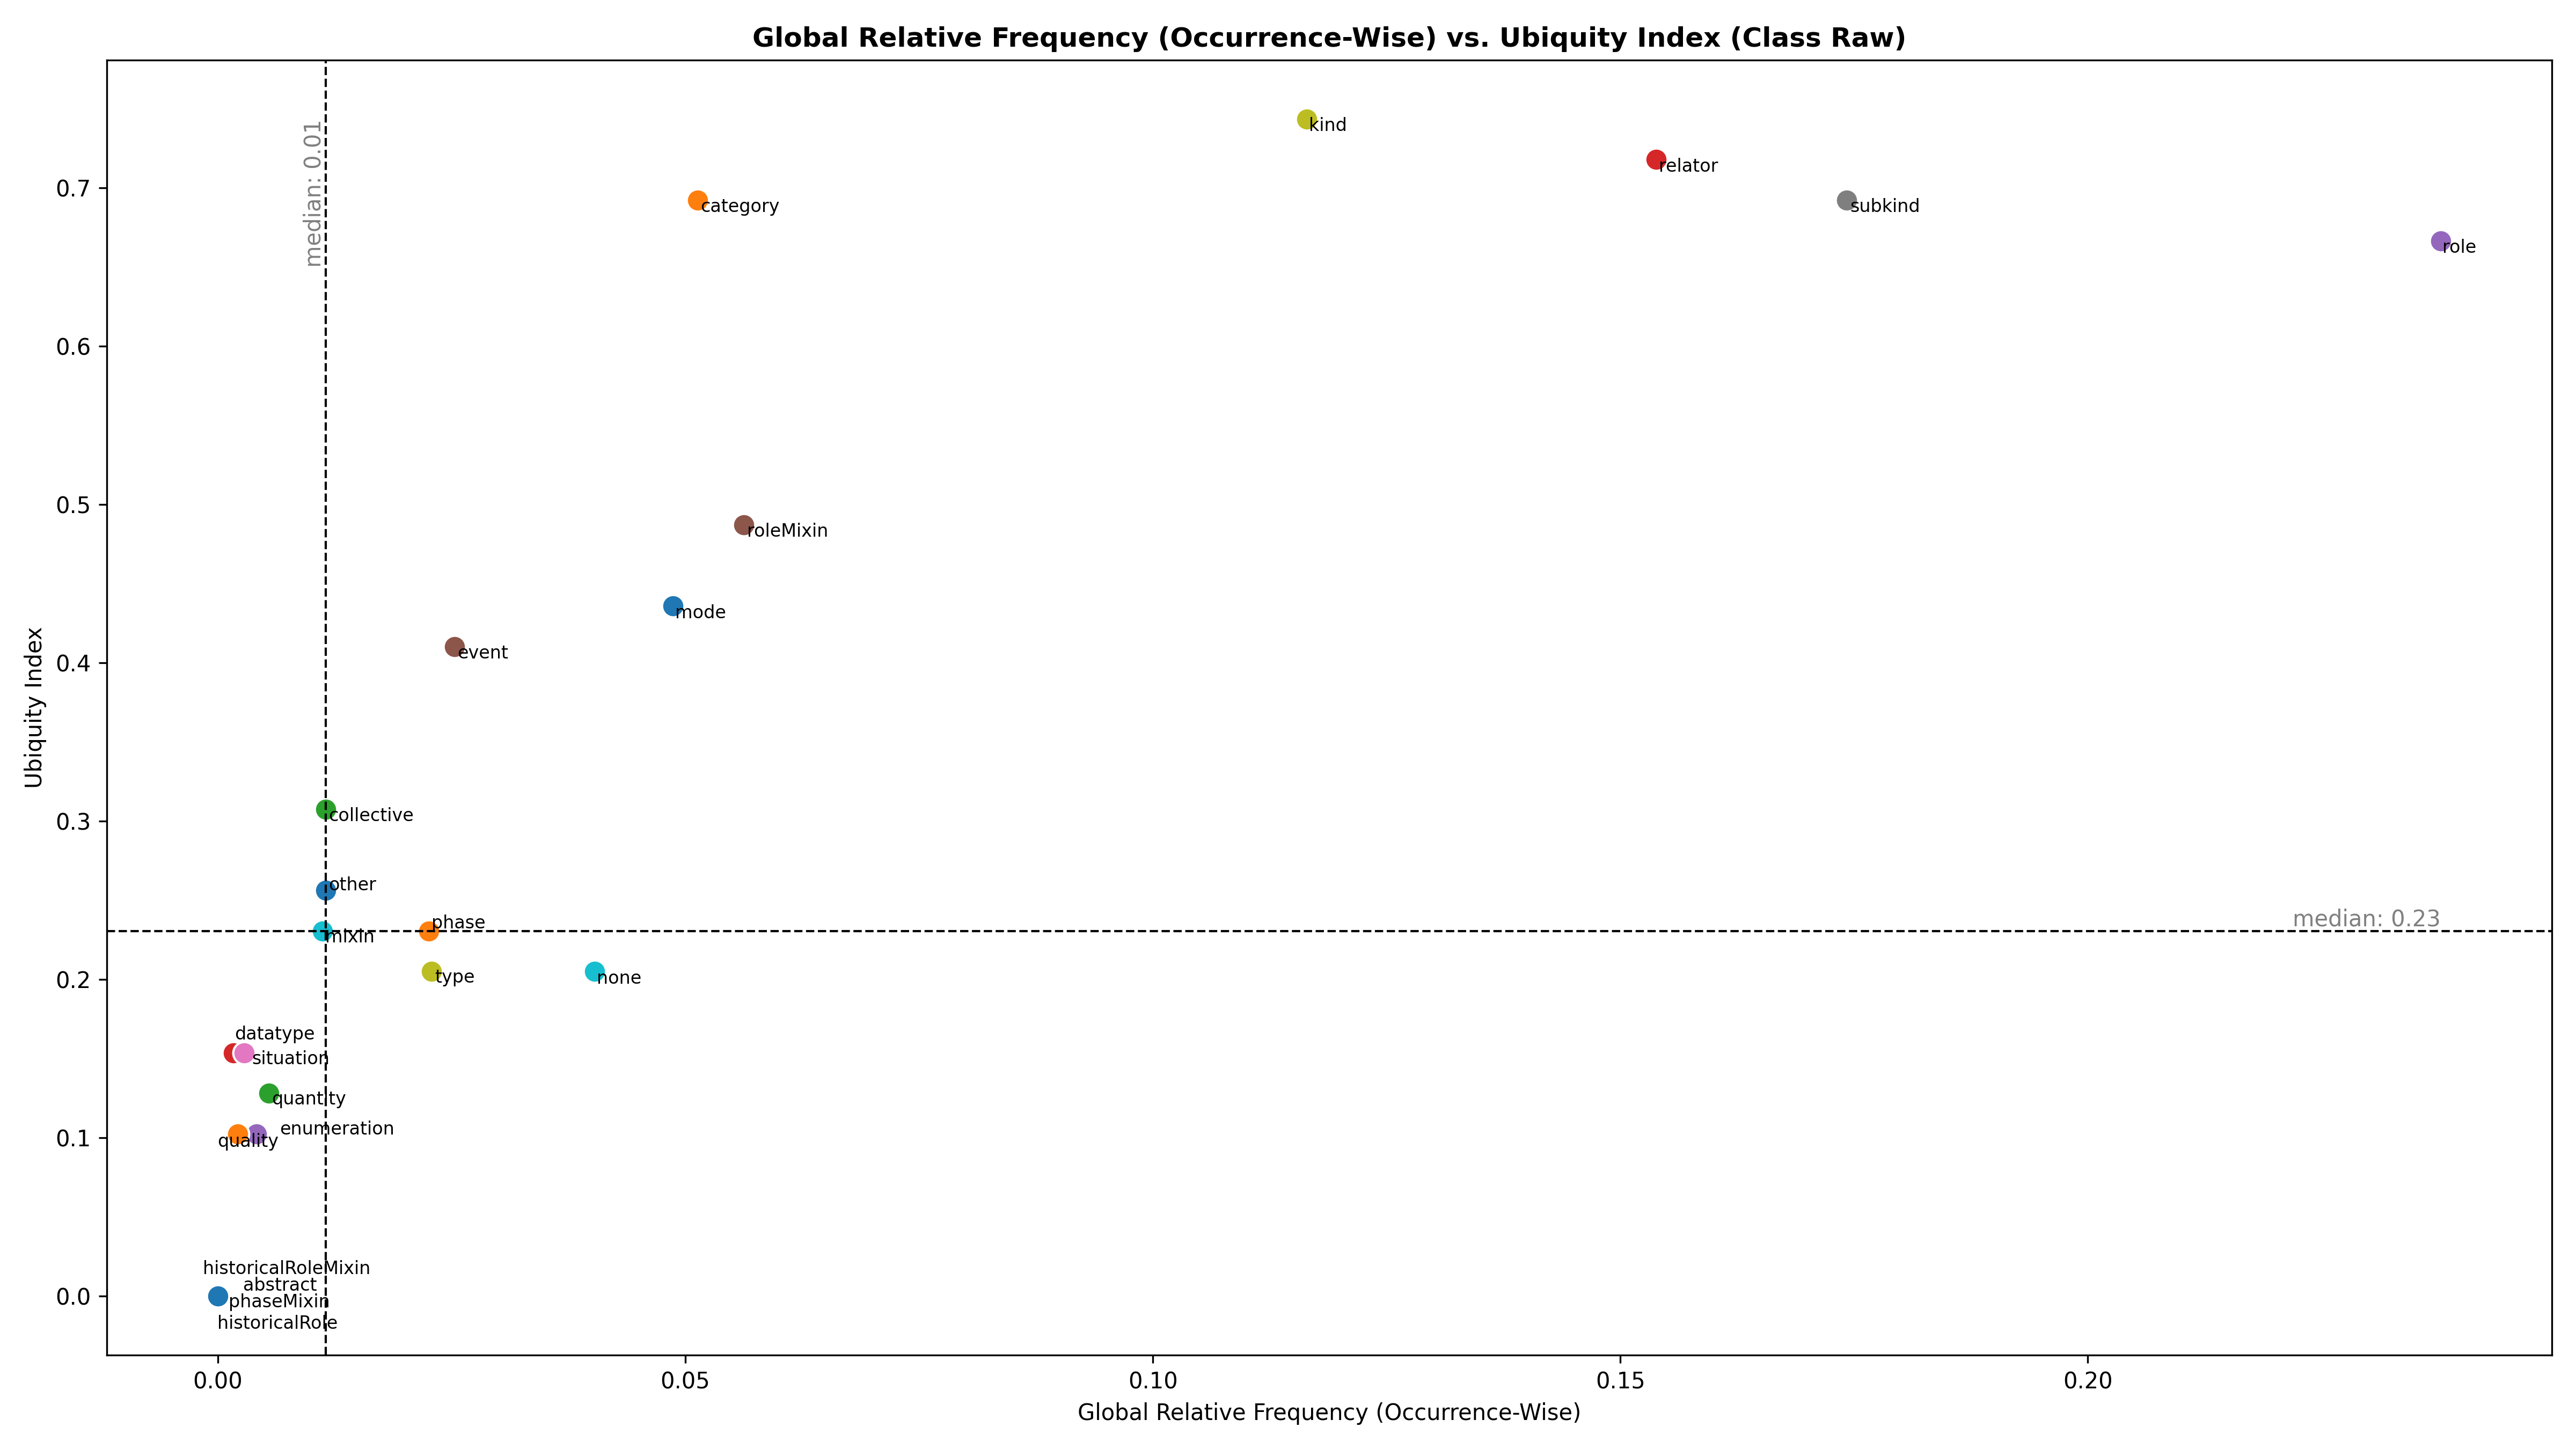 Global Relative Frequency (Occurrence-Wise) vs. Ubiquity Index (Class Raw)
median: 0.01
kind
relator
category
subkind
role
roleMixin
mode
event
collective
other
phase
median: 0.23
mixin
type
none
datatype
situation
quantity
enumeration
quality
historicalRoleMixin
abstract
phaseMixin
historicalRole
Ubiquity Index
0.7
0.6
0.5
0.4
0.3
0.2
0.1
0.0
0.00
0.05
0.10
0.15
0.20
Global Relative Frequency (Occurrence-Wise)